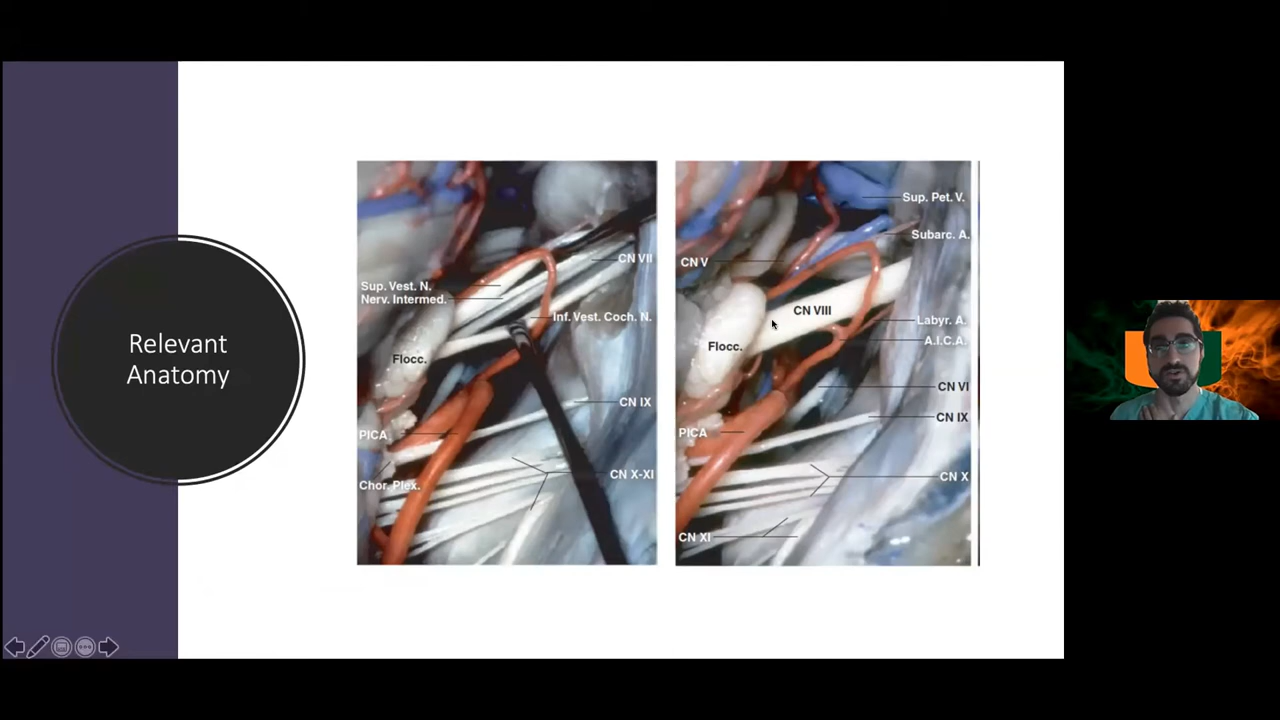 Relevant
Anatomy
CN VII
Sup. Vest. N.
Nerv. Intermed.
Inf. Vest. Coch. N.
Flocc.
CN IX
PICA
CN X-XI
Chor. Plex.
Sup. Pet. V.
Subarc. A.
CN V
CN VIII
Labyr. A.
A.I.C.A.
Flocc.
CN VI
CN IX
PICA
CN X
CN XI